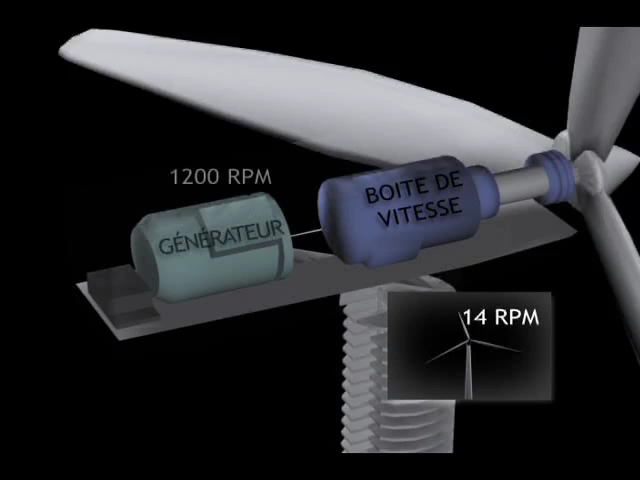 1200 RPM
BOITE DE
VITESSE
GÉNÉRATEUR
14 RPM